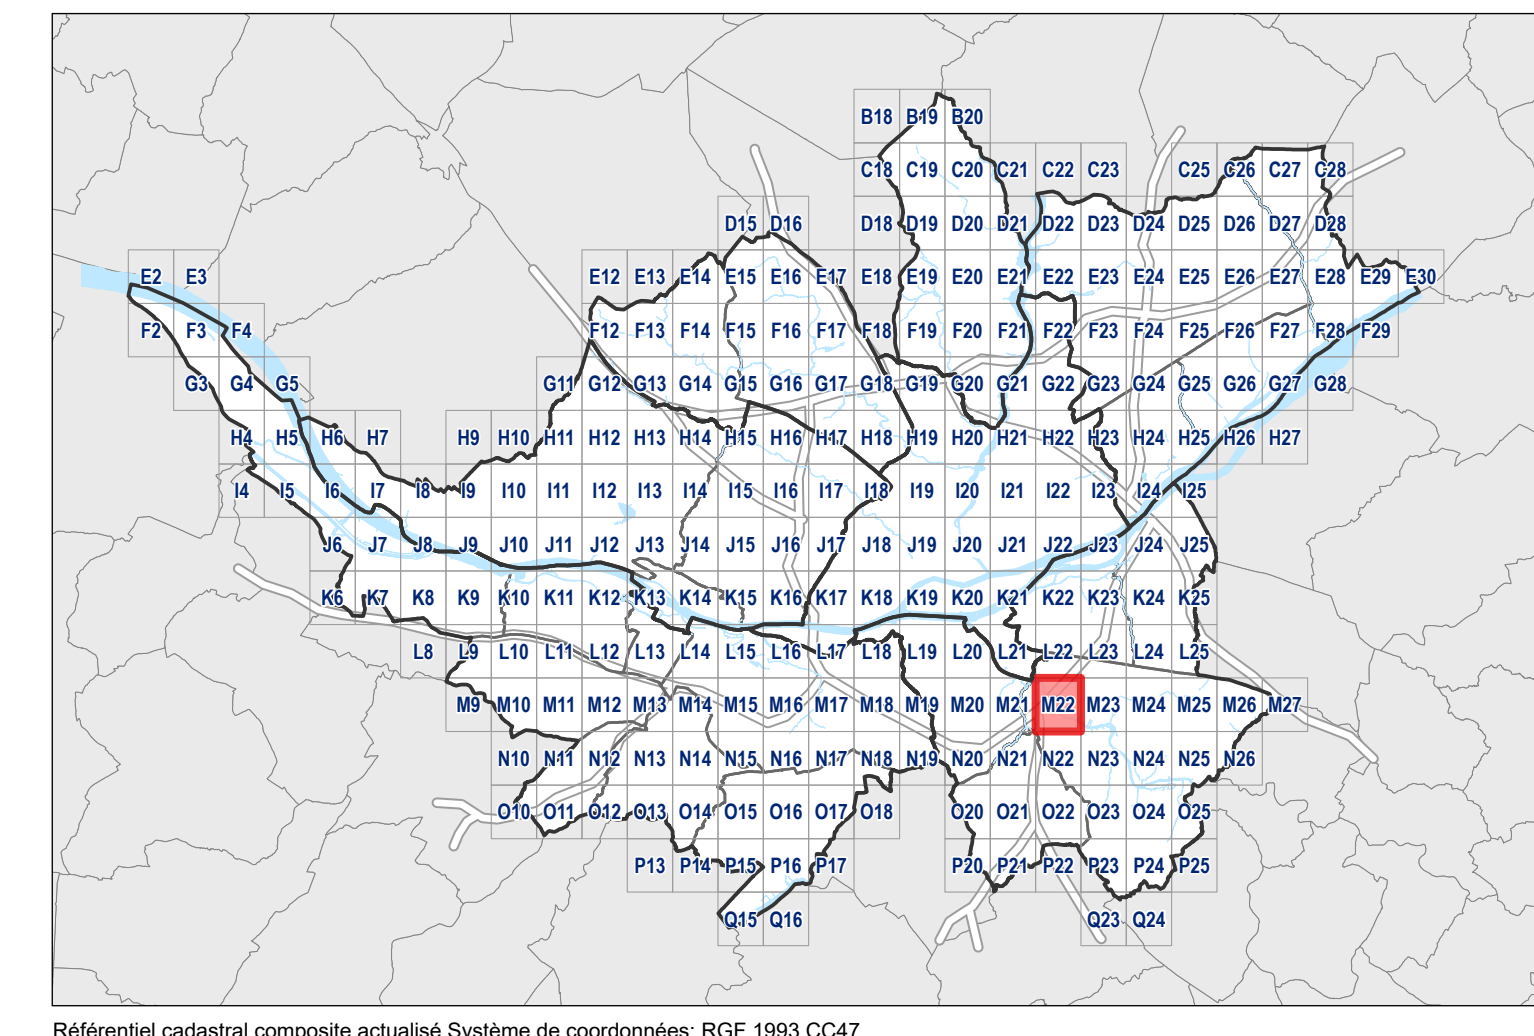 B18 B19 B20
C18 C19 C20 C21 C22 C23 C25 C26 C27 C28
D15 D16 D18 D19 D20 D21 D22 D23 D24 D25 D26 D27 D28
E2 E3 E12 E13 E14 E15 E16 E17 E18 E19 E20 E21 E22 E23 E24 E25 E26 E27 E28 E29 E30
F2 F3 F4 F12 F13 F14 F15 F16 F17 F18 F19 F20 F21 F22 F23 F24 F25 F26 F27 F28 F29
G3 G4 G5 G11 G12 G13 G14 G15 G16 G17 G18 G19 G20 G21 G22 G23 G24 G25 G26 G27 G28
H4 H5 H6 H7 H9 H10 H11 H12 H13 H14 H15 H16 H17 H18 H19 H20 H21 H22 H23 H24 H25 H26 H27
I4 I5 I6 I7 I8 I9 I10 I11 I12 I13 I14 I15 I16 I17 I18 I19 I20 I21 I22 I23 I24 I25
J6 J7 J8 J9 J10 J11 J12 J13 J14 J15 J16 J17 J18 J19 J20 J21 J22 J23 J24 J25
K6 K7 K8 K9 K10 K11 K12 K13 K14 K15 K16 K17 K18 K19 K20 K21 K22 K23 K24 K25
L8 L9 L10 L11 L12 L13 L14 L15 L16 L17 L18 L19 L20 L21 L22 L23 L24 L25
M9 M10 M11 M12 M13 M14 M15 M16 M17 M18 M19 M20 M21 M22 M23 M24 M25 M26 M27
N10 N11 N12 N13 N14 N15 N16 N17 N18 N19 N20 N21 N22 N23 N24 N25 N26
O10 O11 O12 O13 O14 O15 O16 O17 O18 O20 O21 O22 O23 O24 O25
P13 P14 P15 P16 P17 P20 P21 P22 P23 P24 P25
Q15 Q16 Q23 Q24
Référentiel cadastral composite actualisé Système de coordonnées: RGF 1993 CC47